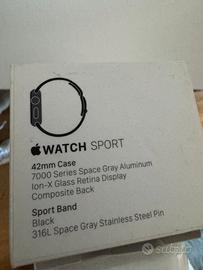 WATCH SPORT
42mm Case
7000 Series Space Gray Aluminum
Ion-X Glass Retina Display
Composite Back
Sport Band
Black
316L Space Gray Stainless Steel Pin
subito